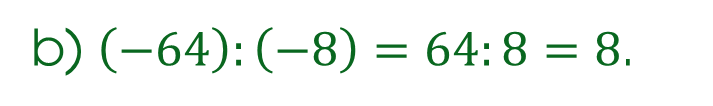 b) (−64): (−8) = 64: 8 = 8.